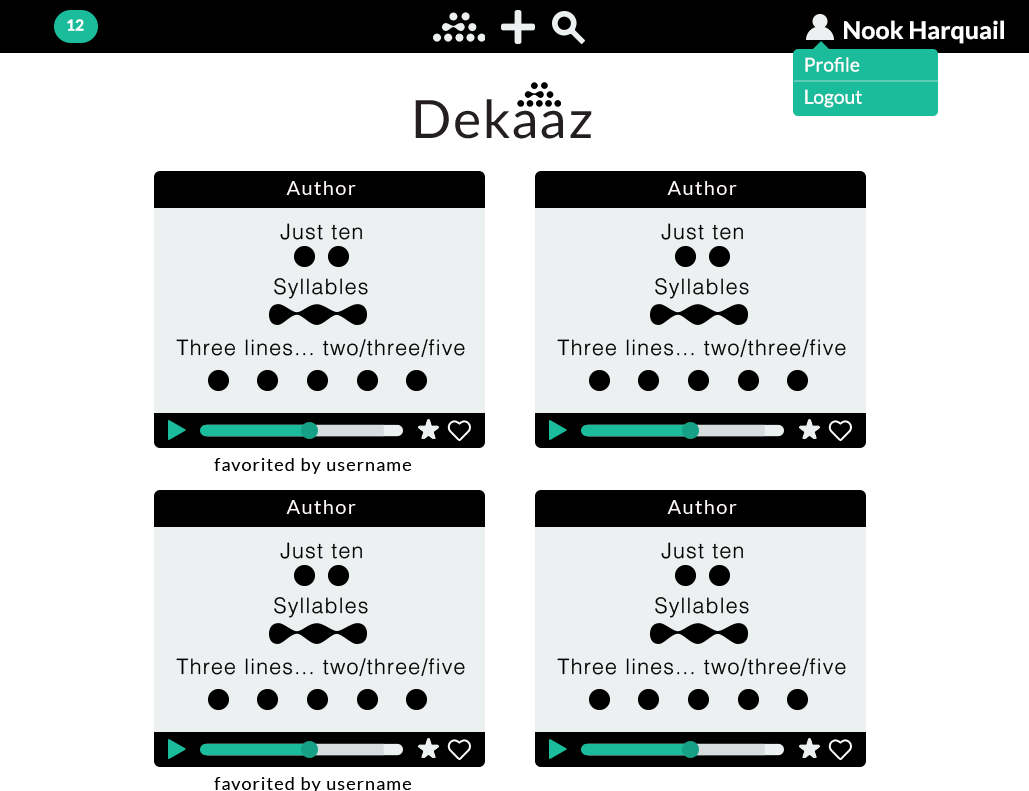 12
Nook Harquail
Profile
Logout
Dekaaz
Author
Just ten
Syllables
Three lines... two/three/five
favorited by username
Author
Just ten
Syllables
Three lines... two/three/five
Author
Just ten
Syllables
Three lines... two/three/five
favorited by username
Author
Just ten
Syllables
Three lines... two/three/five